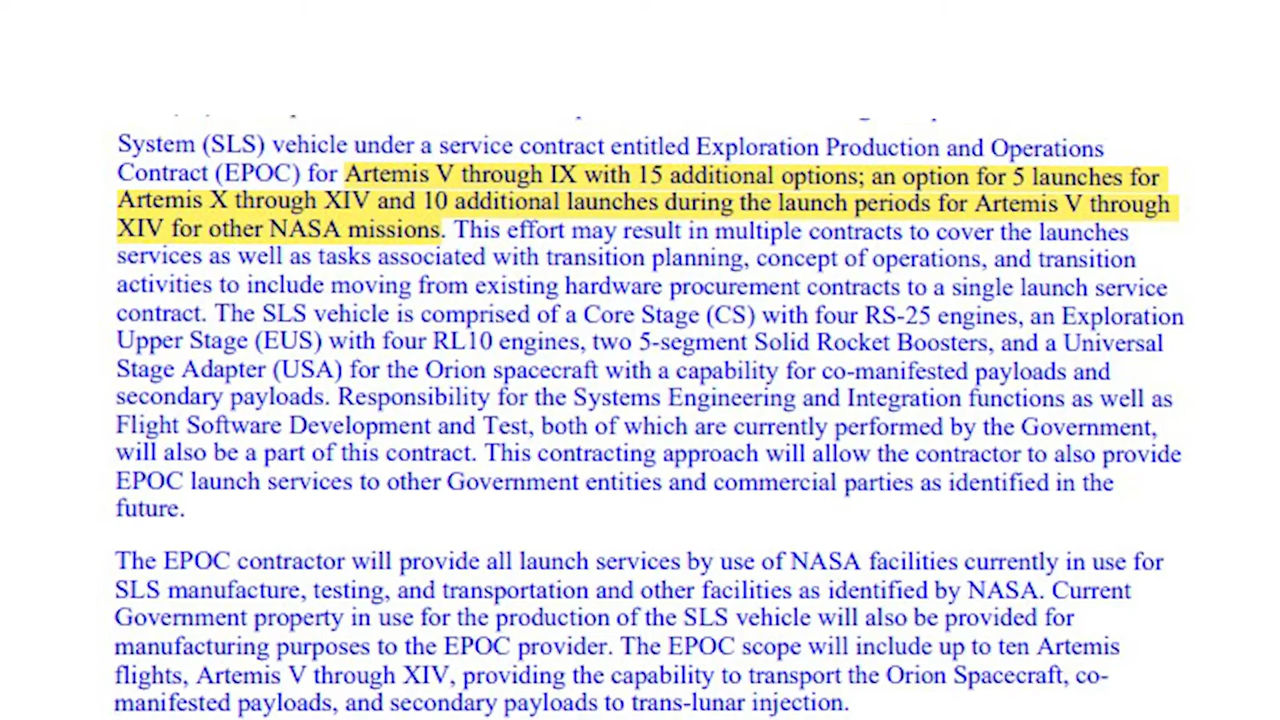 System (SLS) vehicle under a service contract entitled Exploration Production and Operations
Contract (EPOC) for Artemis V through IX with 15 additional options; an option for 5 launches for
Artemis X through XIV and 10 additional launches during the launch periods for Artemis V through
XIV for other NASA missions. This effort may result in multiple contracts to cover the launches
services as well as tasks associated with transition planning, concept of operations, and transition
activities to include moving from existing hardware procurement contracts to a single launch service
contract. The SLS vehicle is comprised of a Core Stage (CS) with four RS-25 engines, an Exploration
Upper Stage (EUS) with four RL10 engines, two 5-segment Solid Rocket Boosters, and a Universal
Stage Adapter (USA) for the Orion spacecraft with a capability for co-manifested payloads and
secondary payloads. Responsibility for the Systems Engineering and Integration functions as well as
Flight Software Development and Test, both of which are currently performed by the Government,
will also be a part of this contract. This contracting approach will allow the contractor to also provide
EPOC launch services to other Government entities and commercial parties as identified in the
future.
The EPOC contractor will provide all launch services by use of NASA facilities currently in use for
SLS manufacture, testing, and transportation and other facilities as identified by NASA. Current
Government property in use for the production of the SLS vehicle will also be provided for
manufacturing purposes to the EPOC provider. The EPOC scope will include up to ten Artemis
flights, Artemis V through XIV, providing the capability to transport the Orion Spacecraft, co-
manifested payloads, and secondary payloads to trans-lunar injection.